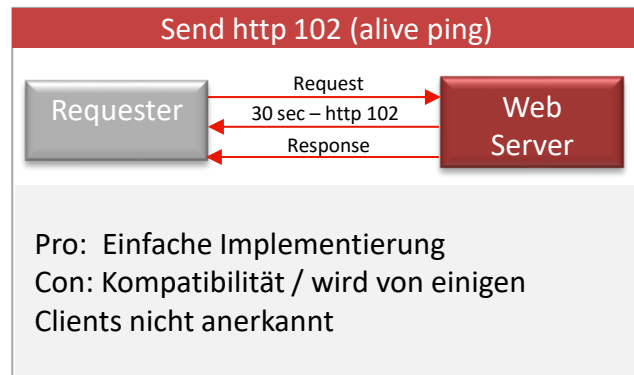 Send http 102 (alive ping)
Request
Requester
30 sec – http 102
Web
Server
Response
Pro:  Einfache Implementierung
Con: Kompatibilität / wird von einigen
Clients nicht anerkannt